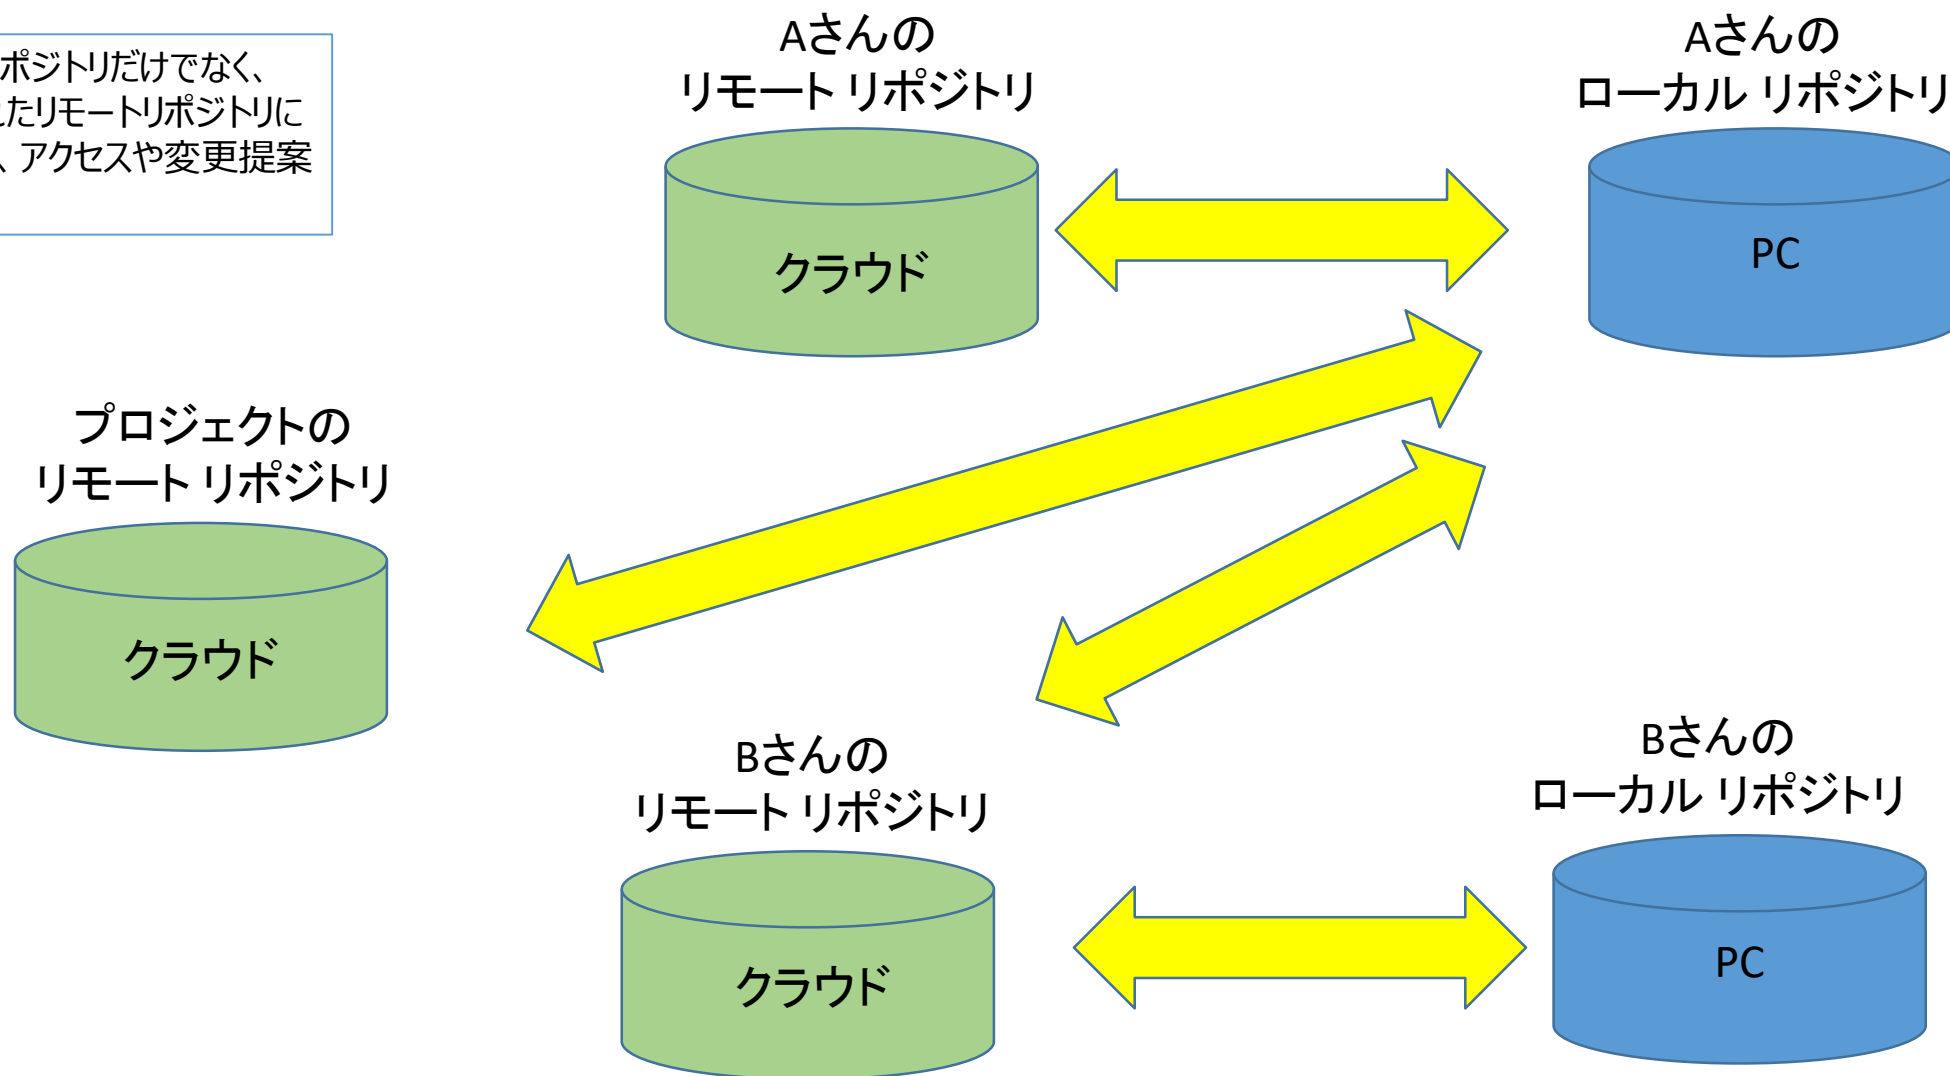 ポジトリだけでなく、
たリモートリポジトリに
、アクセスや変更提案
Aさんの
リモート リポジトリ
クラウド
Aさんの
ローカル リポジトリ
PC
プロジェクトの
リモート リポジトリ
クラウド
Bさんの
リモート リポジトリ
クラウド
Bさんの
ローカル リポジトリ
PC